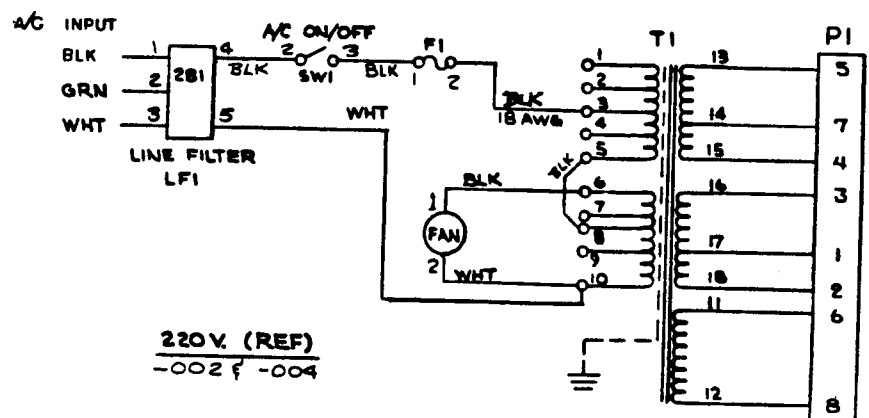 A/C INPUT
BLK 1
GRN 2
WHT 3
2B1
4
5
LINE FILTER
LF1
BLK
A/C ON/OFF
2 3
SW1
BLK
F1
1 2
BLK
18 AWG
WHT
T1
1
2
3
4
5
BLK
6
7
8
9
10
BLK
1
FAN
2
WHT
13
14
15
16
17
18
11
12
P1
5
7
4
3
1
2
6
8
220V. (REF)
-002 & -004